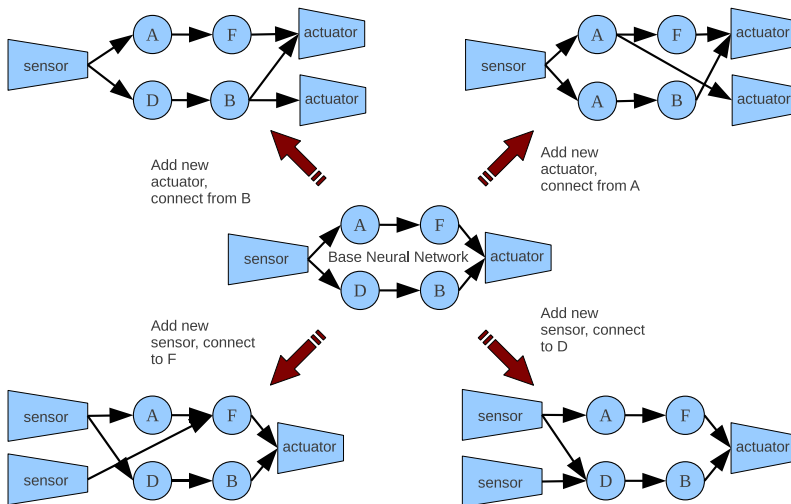 A
F
actuator
sensor
D
B
actuator
A
F
actuator
sensor
A
B
actuator
Add new
actuator,
connect from B
Add new
actuator,
connect from A
A
F
sensor
Base Neural Network
actuator
D
B
Add new
sensor, connect
to F
Add new
sensor, connect
to D
sensor
A
F
actuator
sensor
D
B
sensor
A
F
actuator
sensor
D
B